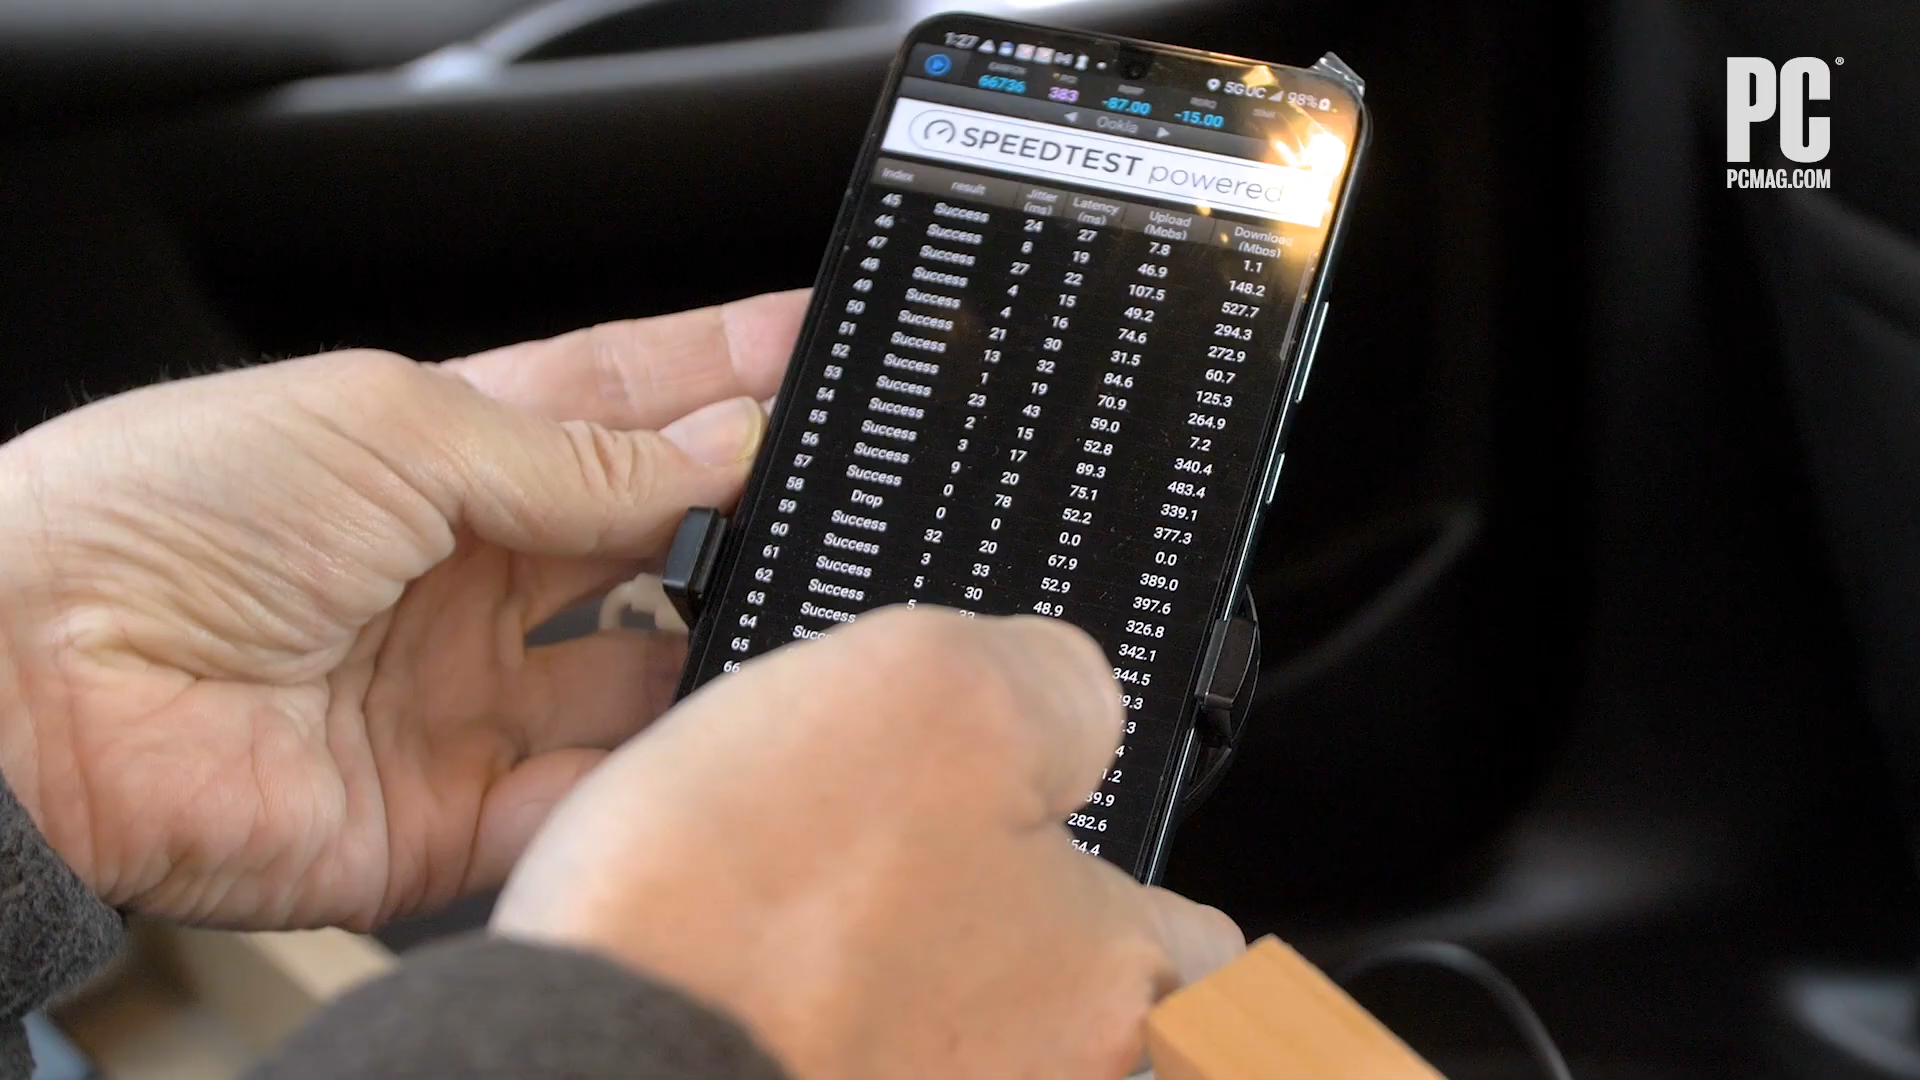 1:27 5G UC 98%
66736 383 -87.00 -15.00
Ookla
SPEEDTEST powered
Index result Jitter (ms) Latency (ms) Upload (Mbps) Download (Mbps)
45 Success 24 27 7.8 1.1
46 Success 8 19 46.9 148.2
47 Success 27 22 107.5 527.7
48 Success 4 15 49.2 294.3
49 Success 4 16 74.6 272.9
50 Success 21 30 31.5 60.7
51 Success 13 32 84.6 125.3
52 Success 1 19 70.9 264.9
53 Success 23 43 59.0 7.2
54 Success 2 15 52.8 340.4
55 Success 3 17 89.3 483.4
56 Success 9 20 75.1 339.1
57 Success 0 78 52.2 377.3
58 Drop 0 0 0.0 0.0
59 Success 32 20 67.9 389.0
60 Success 3 33 52.9 397.6
61 Success 5 30 48.9 326.8
62 Success 5 342.1
63 Success 344.5
64
65
66
282.6
PC
PCMAG.COM